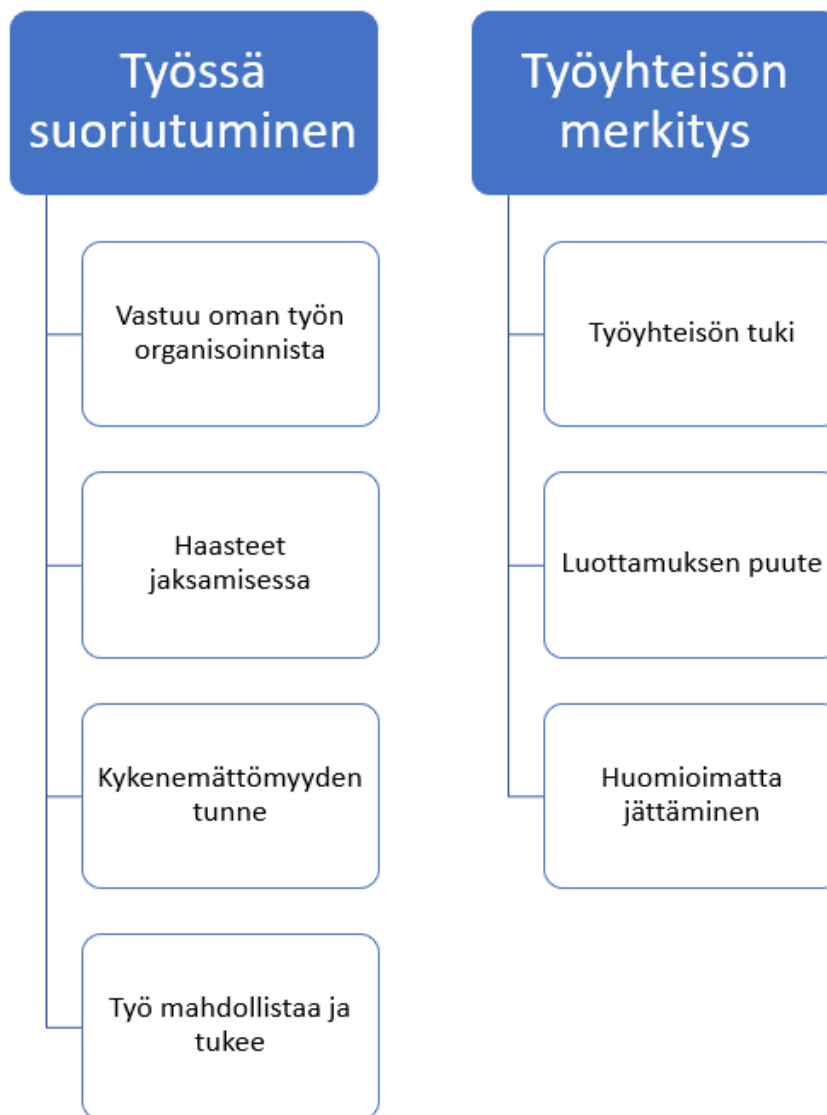 Työssä
suoriutuminen
Vastuu oman työn
organisoinnista
Haasteet
jaksamisessa
Kykenemättömyyden
tunne
Työ mahdollistaa ja
tukee
Työyhteisön
merkitys
Työyhteisön tuki
Luottamuksen puute
Huomioimatta
jättäminen